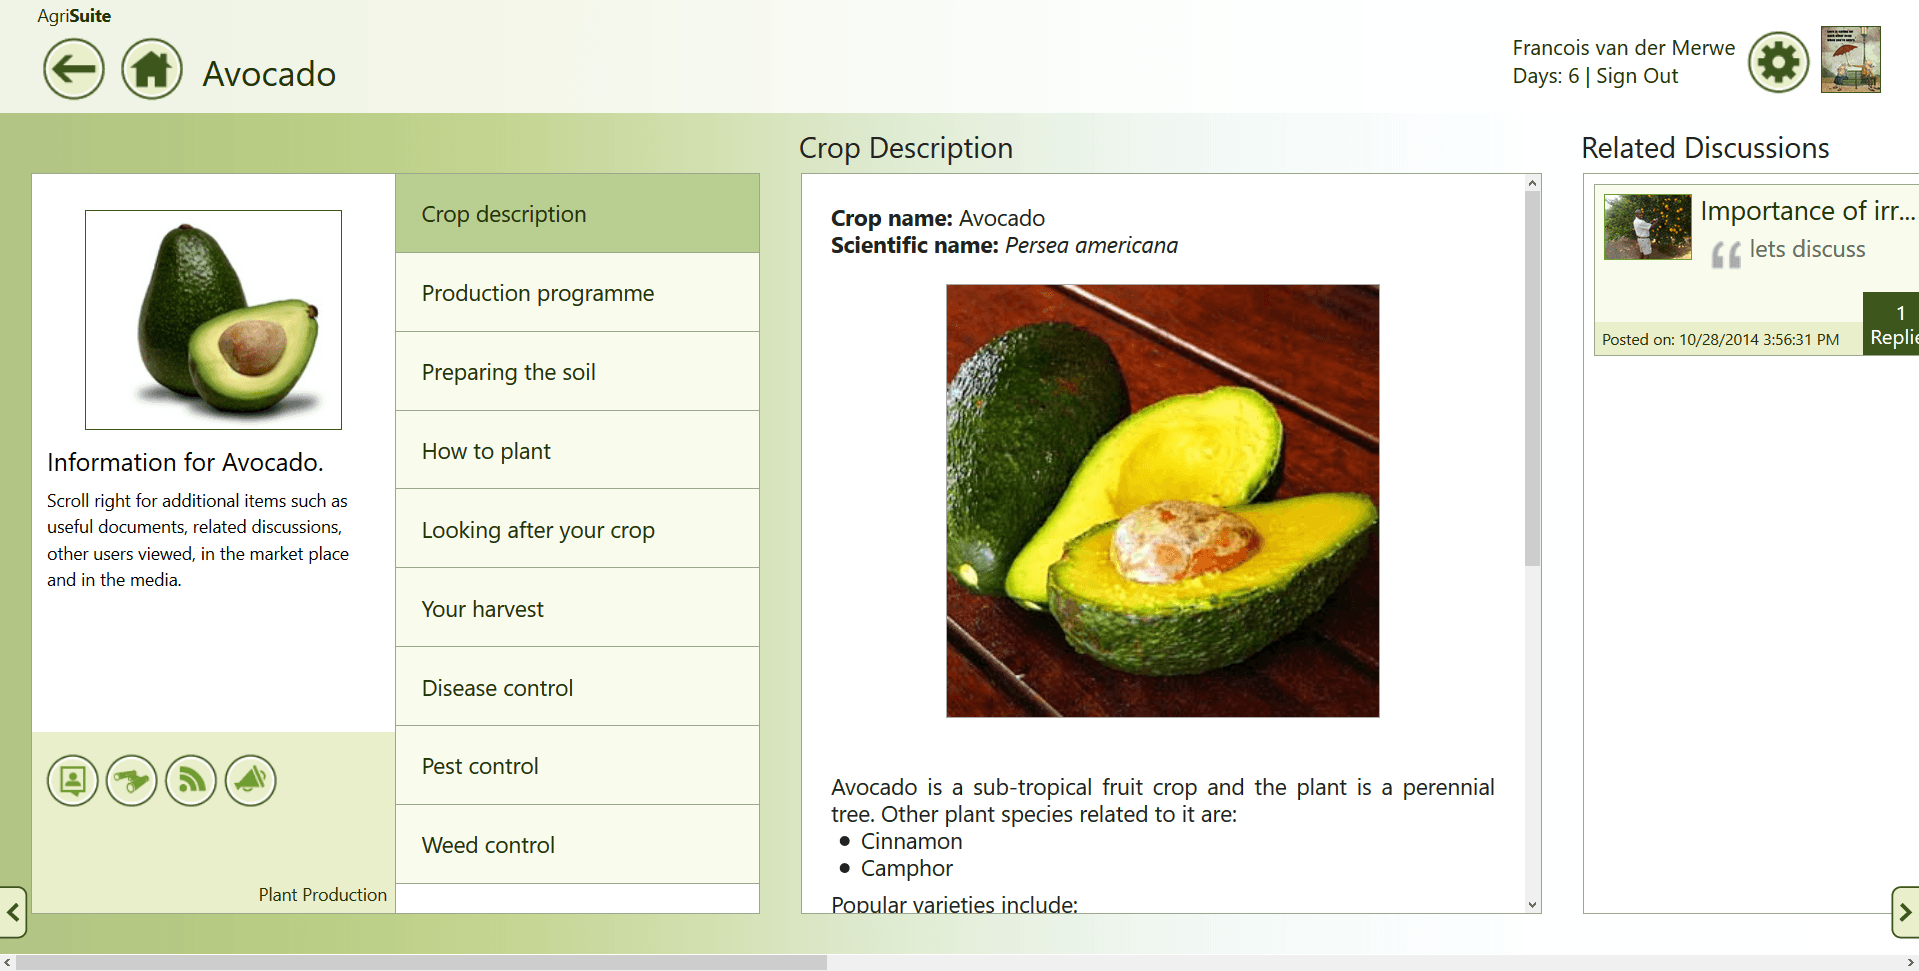 AgriSuite
Avocado
Francois van der Merwe
Days: 6 | Sign Out
Information for Avocado.
Scroll right for additional items such as
useful documents, related discussions,
other users viewed, in the market place
and in the media.
Plant Production
Crop description
Production programme
Preparing the soil
How to plant
Looking after your crop
Your harvest
Disease control
Pest control
Weed control
Crop Description
Crop name: Avocado
Scientific name: Persea americana
Avocado is a sub-tropical fruit crop and the plant is a perennial
tree. Other plant species related to it are:
• Cinnamon
• Camphor
Popular varieties include:
Related Discussions
Importance of irr...
lets discuss
Posted on: 10/28/2014 3:56:31 PM
1
Replie